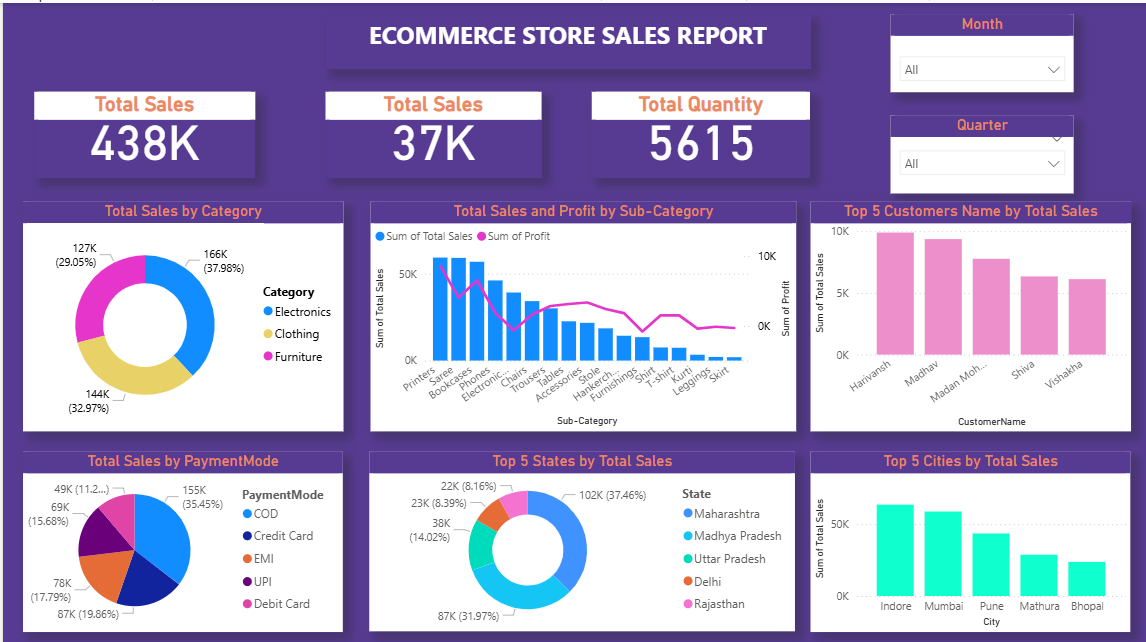 ECOMMERCE STORE SALES REPORT
Month
All
Quarter
All
Total Sales
438K
Total Sales
37K
Total Quantity
5615
Total Sales by Category
127K
(29.05%)
166K
(37.98%)
144K
(32.97%)
Category
Electronics
Clothing
Furniture
Total Sales and Profit by Sub-Category
Sum of Total Sales
Sum of Profit
Sum of Total Sales
50K
0K
10K
0K
Sum of Profit
Printers
Saree
Bookcases
Phones
Electronic...
Chairs
Trousers
Tables
Accessories
Stole
Hankerch...
Furnishings
Shirt
T-shirt
Kurti
Leggings
Skirt
Sub-Category
Top 5 Customers Name by Total Sales
Sum of Total Sales
10K
5K
0K
Harivansh
Madhav
Madan Moh...
Shiva
Vishakha
CustomerName
Total Sales by PaymentMode
49K (11.2...)
155K
(35.45%)
69K
(15.68%)
78K
(17.79%)
87K (19.86%)
PaymentMode
COD
Credit Card
EMI
UPI
Debit Card
Top 5 States by Total Sales
22K (8.16%)
23K (8.39%)
38K
(14.02%)
102K (37.46%)
87K (31.97%)
State
Maharashtra
Madhya Pradesh
Uttar Pradesh
Delhi
Rajasthan
Top 5 Cities by Total Sales
Sum of Total Sales
50K
0K
Indore
Mumbai
Pune
Mathura
Bhopal
City